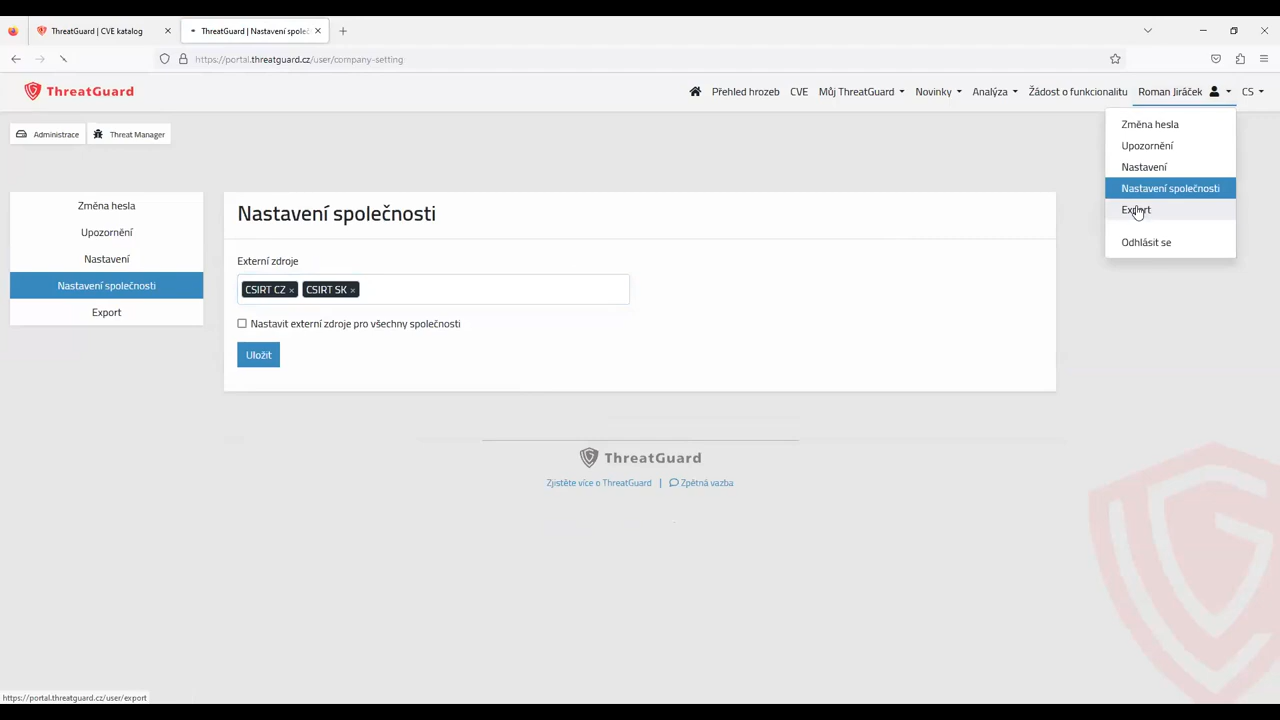 ThreatGuard | CVE katalog
ThreatGuard | Nastavení společ
https://portal.threatguard.cz/user/company-setting
ThreatGuard
Přehled hrozeb
CVE
Můj ThreatGuard
Novinky
Analýza
Žádost o funkcionalitu
Roman Jiráček
CS
Změna hesla
Upozornění
Nastavení
Nastavení společnosti
Export
Odhlásit se
Administrace
Threat Manager
Změna hesla
Upozornění
Nastavení
Nastavení společnosti
Export
Nastavení společnosti
Externí zdroje
CSIRT CZ ×
CSIRT SK ×
Nastavit externí zdroje pro všechny společnosti
Uložit
ThreatGuard
Zjistěte více o ThreatGuard | Zpětná vazba
https://portal.threatguard.cz/user/export